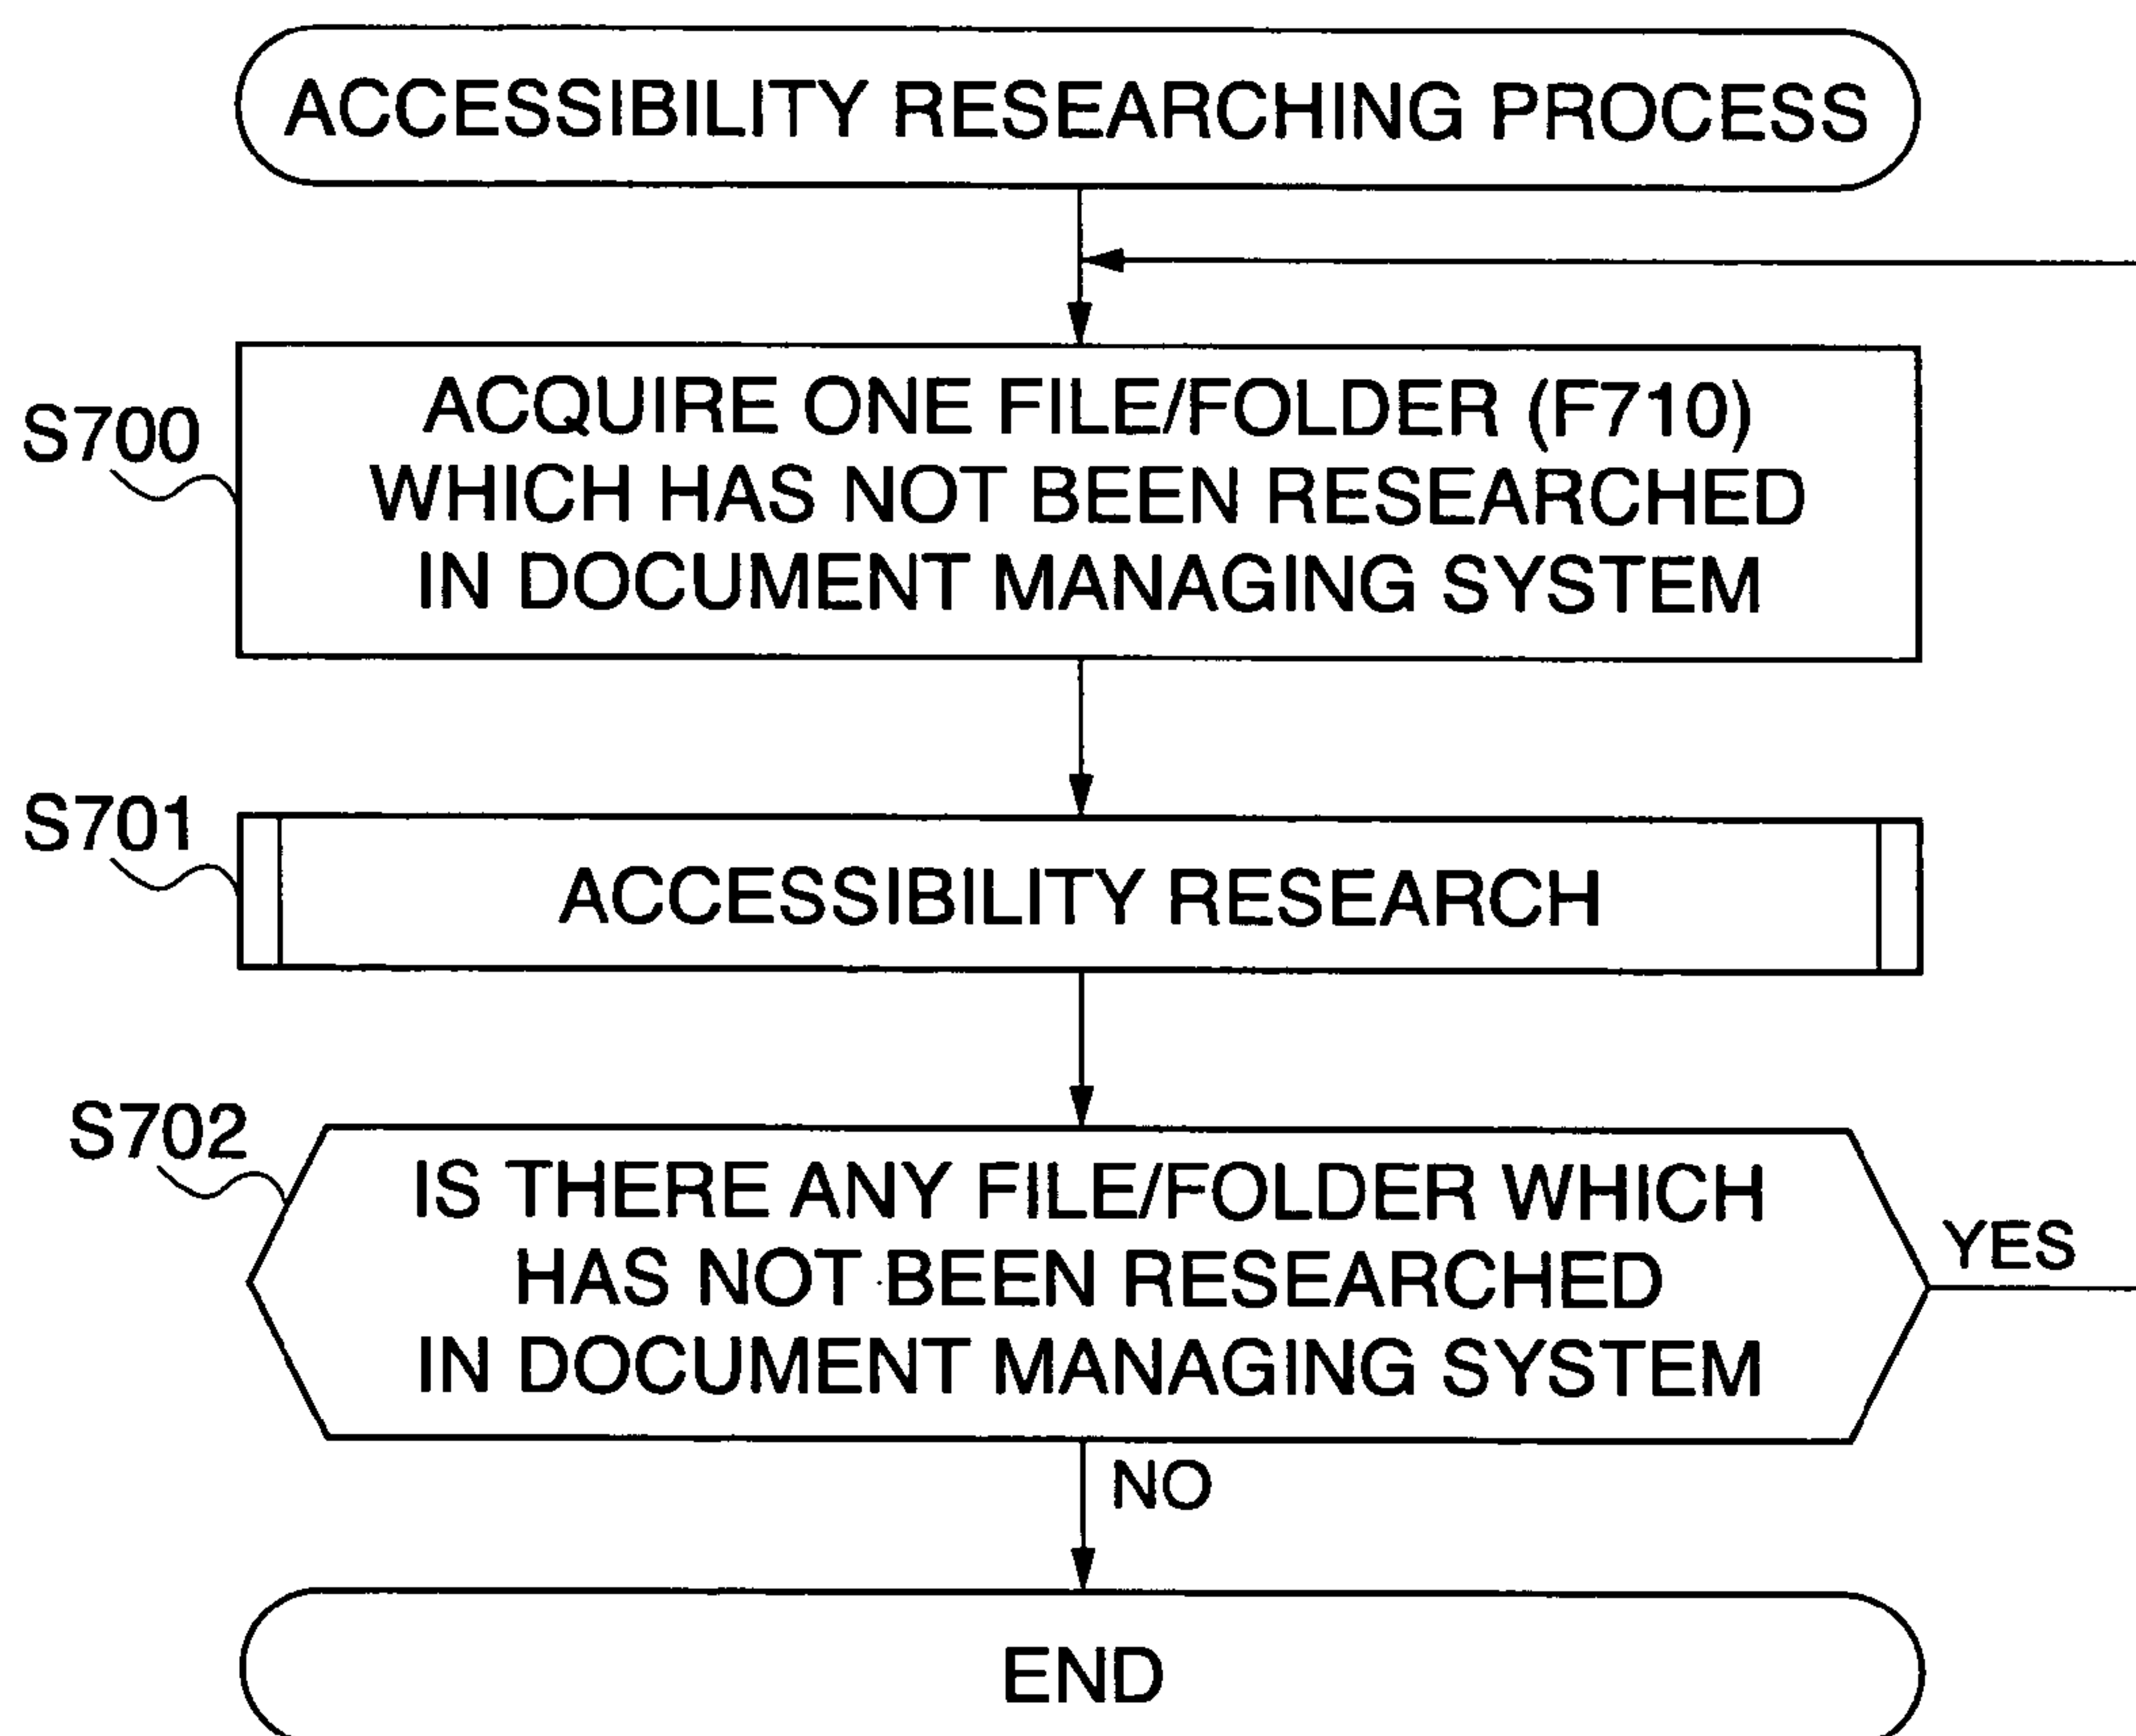 ACCESSIBILITY RESEARCHING PROCESS
S700
ACQUIRE ONE FILE/FOLDER (F710)
WHICH HAS NOT BEEN RESEARCHED
IN DOCUMENT MANAGING SYSTEM
S701
ACCESSIBILITY RESEARCH
S702
IS THERE ANY FILE/FOLDER WHICH
HAS NOT BEEN RESEARCHED
IN DOCUMENT MANAGING SYSTEM
YES
NO
END